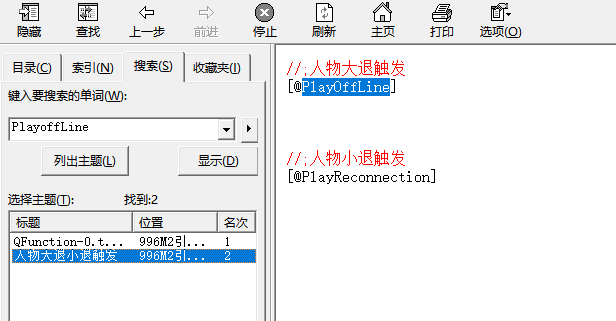 隐藏 查找 上一步 前进 停止 刷新 主页 打印 选项(O)
目录(C) 索引(N) 搜索(S) 收藏夹(I)
键入要搜索的单词(W):
PlayoffLine
列出主题(L) 显示(D)
选择主题(T): 找到:2
标题 位置 名次
QFunction-0.t... 996M2引... 1
人物大退小退触发 996M2引... 2
//;人物大退触发
[@PlayOffLine]
//;人物小退触发
[@PlayReconnection]